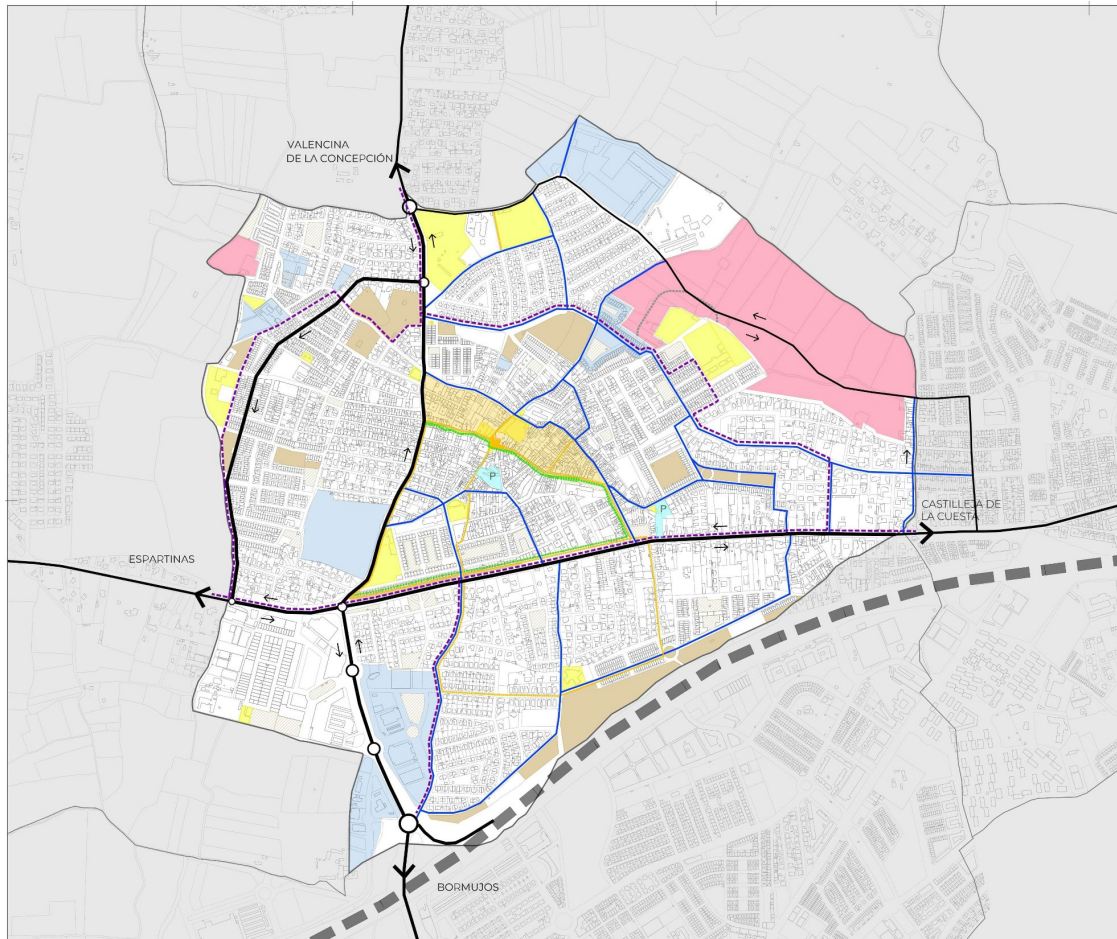 VALENCINA
DE LA CONCEPCIÓN
P
P
CASTILLEJA DE
LA CUESTA
ESPARTINAS
BORMUJOS